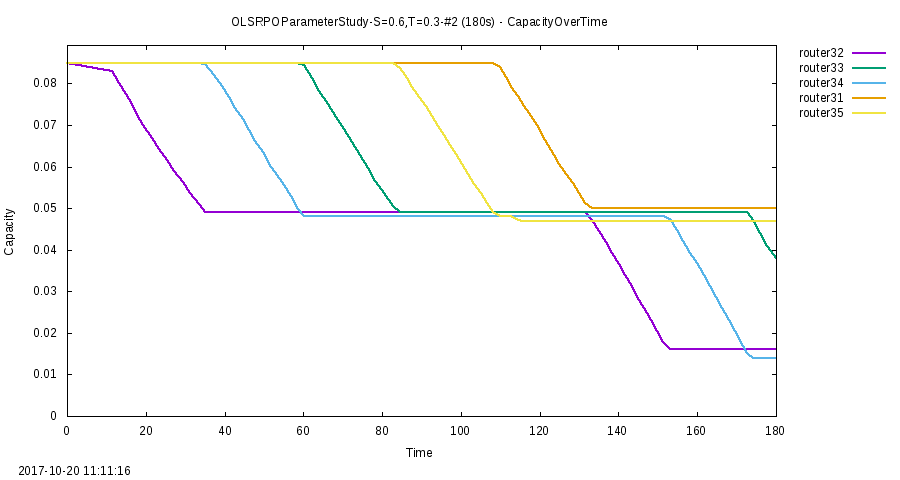 OLSRPOParameterStudy-S=0.6,T=0.3-#2 (180s) - CapacityOverTime
router32
router33
router34
router31
router35
0.08
0.07
0.06
0.05
0.04
0.03
0.02
0.01
0
Capacity
0 20 40 60 80 100 120 140 160 180
Time
2017-10-20 11:11:16